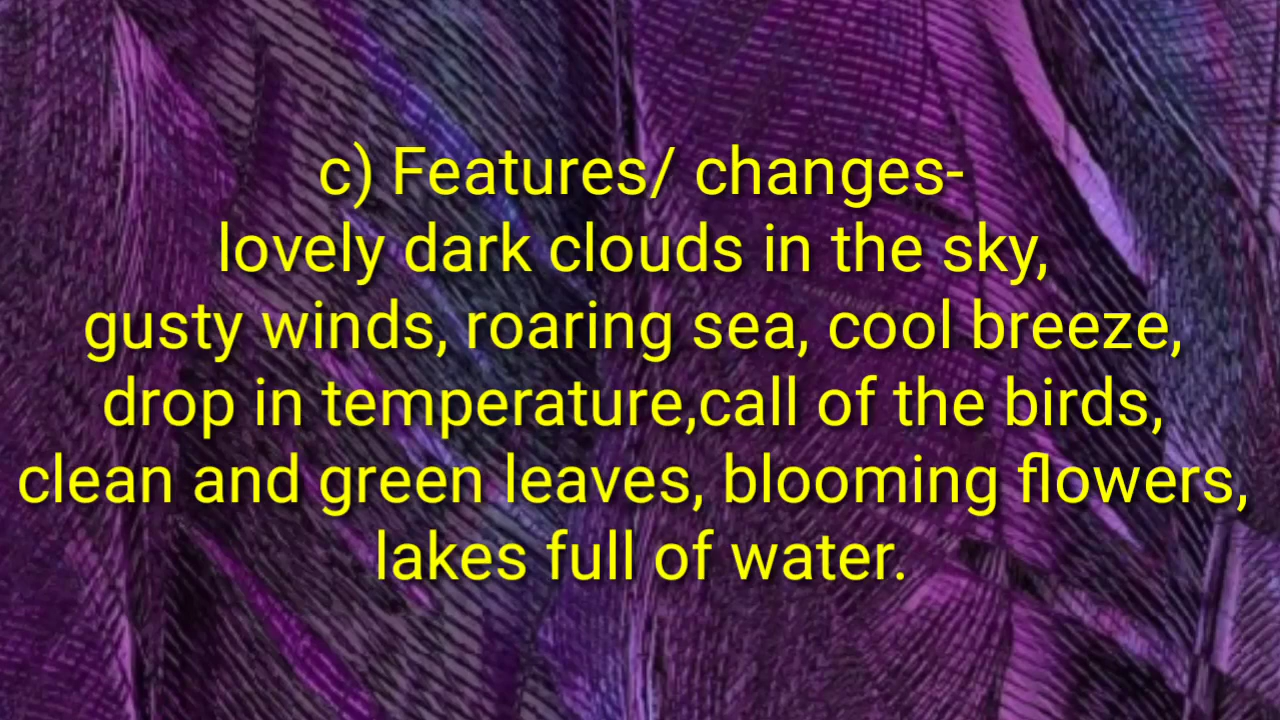 c) Features/ changes-
lovely dark clouds in the sky,
gusty winds, roaring sea, cool breeze,
drop in temperature,call of the birds,
clean and green leaves, blooming flowers,
lakes full of water.